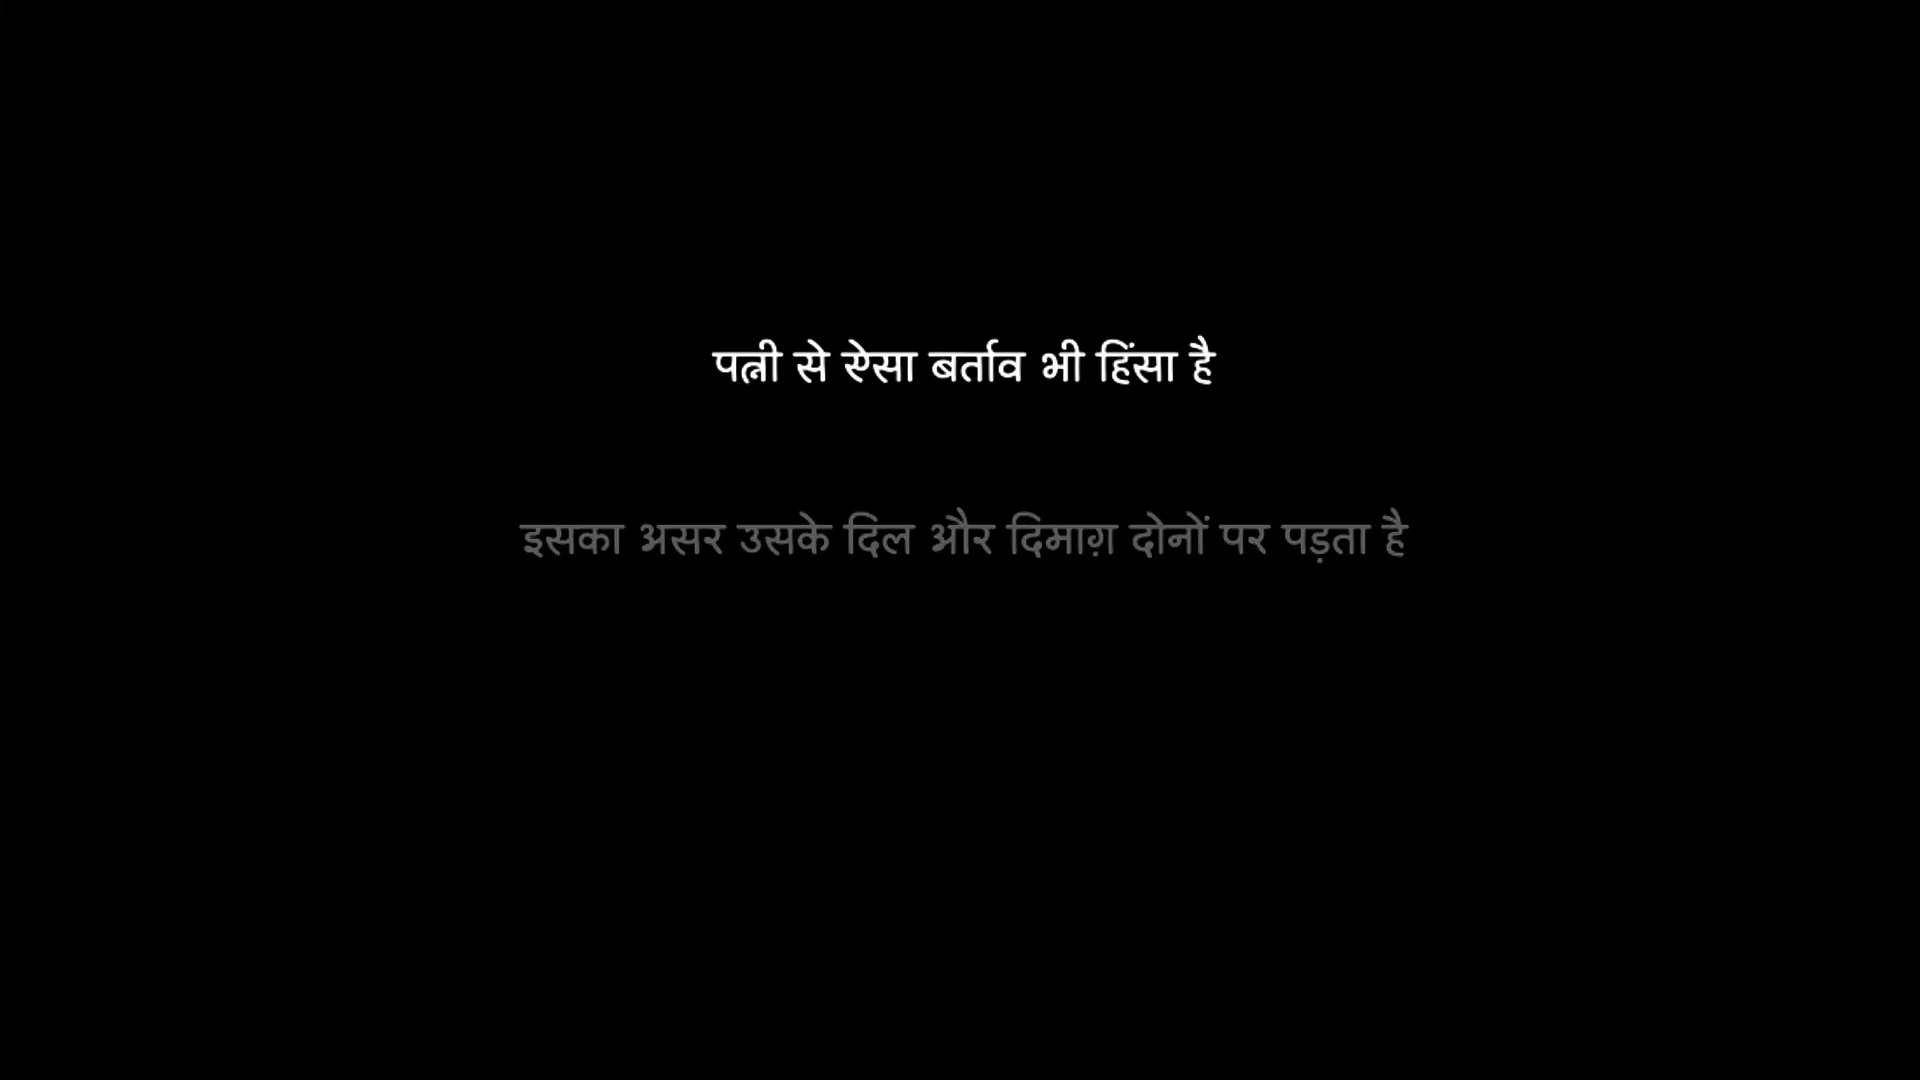 पत्नी से ऐसा बर्ताव भी हिंसा है
इसका असर उसके दिल और दिमाग़ दोनों पर पड़ता है